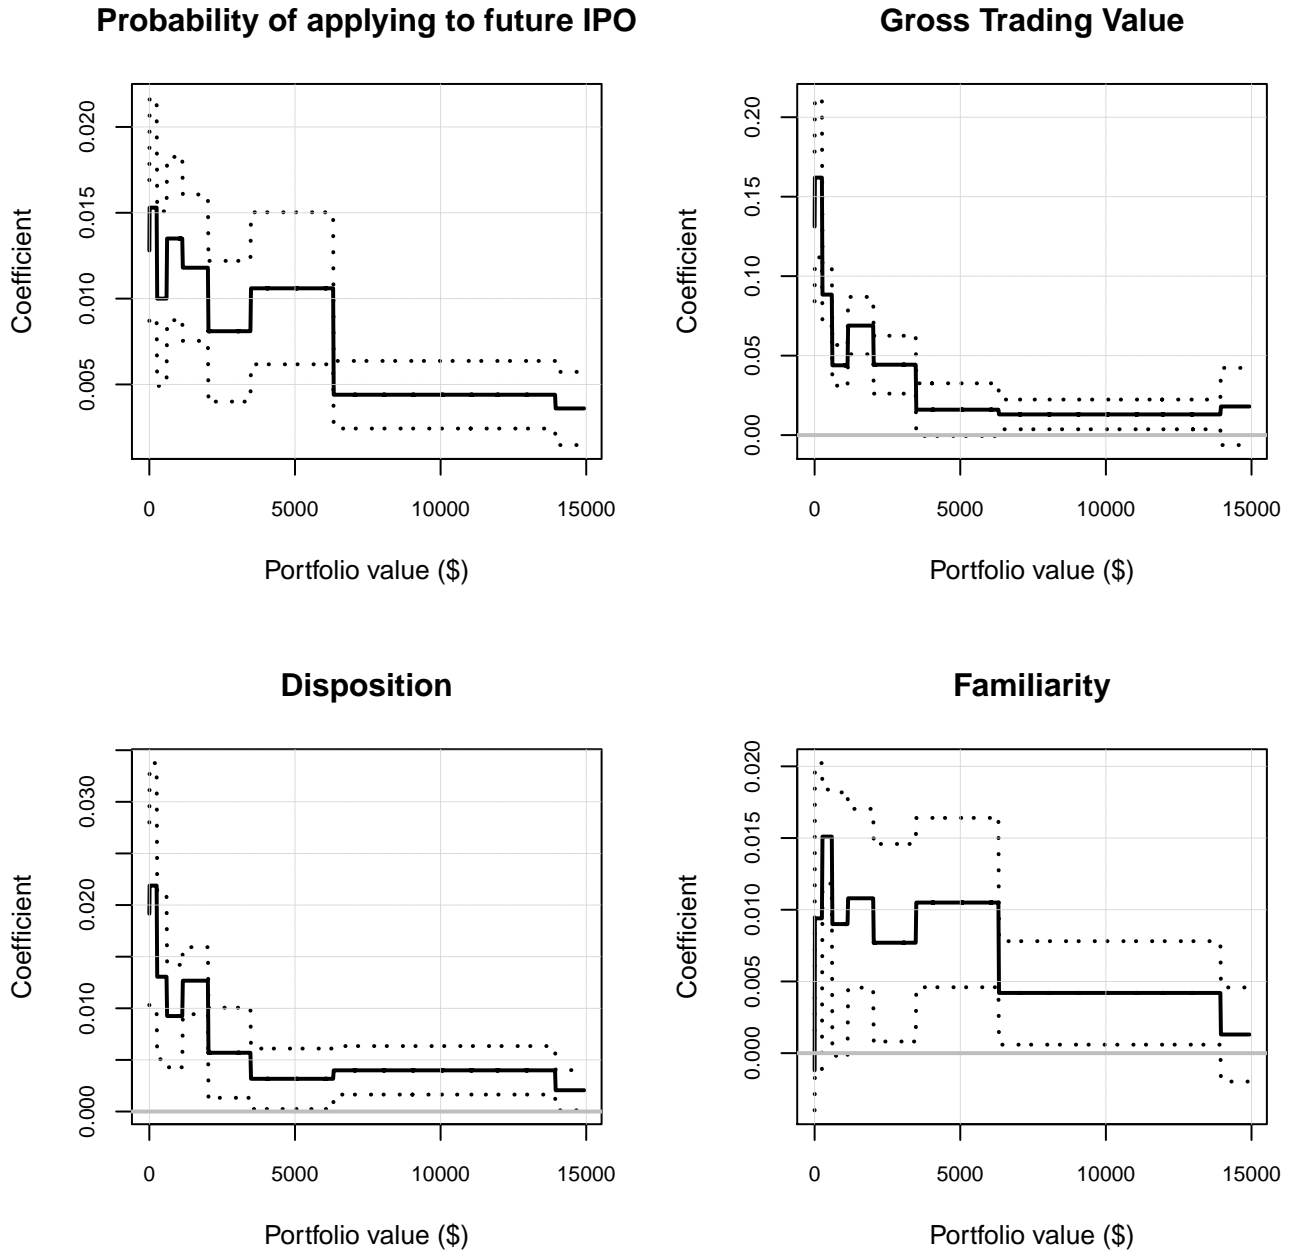 Probability of applying to future IPO
Coefficient
0.005 0.010 0.015 0.020
0 5000 10000 15000
Portfolio value ($)
Gross Trading Value
Coefficient
0.00 0.05 0.10 0.15 0.20
0 5000 10000 15000
Portfolio value ($)
Disposition
Coefficient
0.000 0.010 0.020 0.030
0 5000 10000 15000
Portfolio value ($)
Familiarity
Coefficient
0.000 0.005 0.010 0.015 0.020
0 5000 10000 15000
Portfolio value ($)